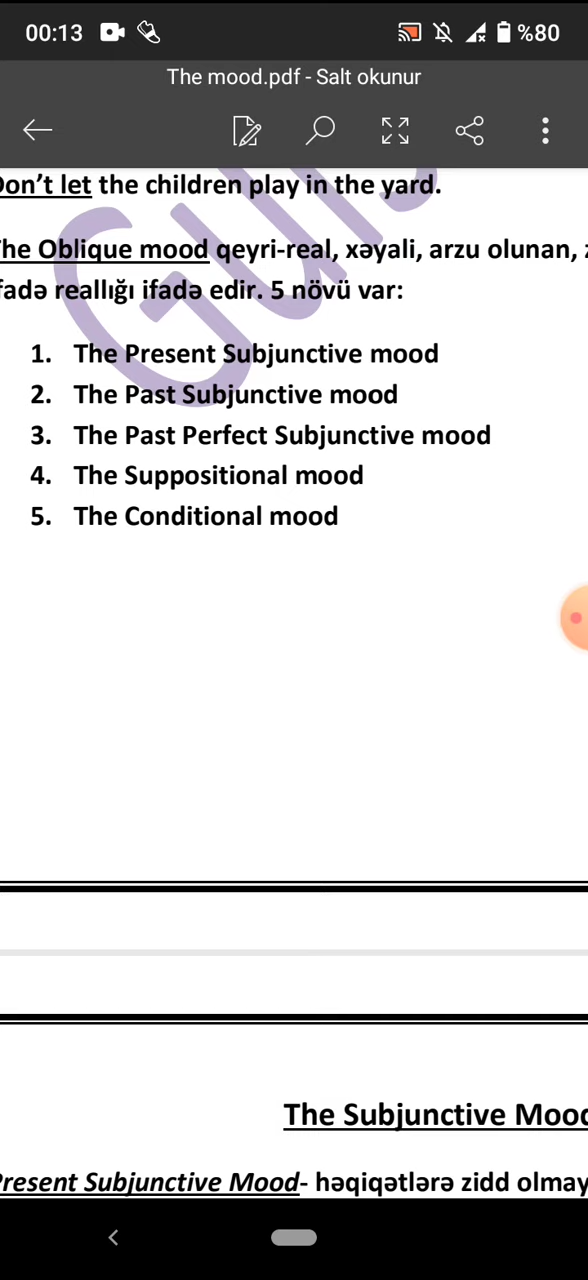 00:13 %80
The mood.pdf - Salt okunur
Don't let the children play in the yard.
The Oblique mood qeyri-real, xəyali, arzu olunan,
ifadə reallığı ifadə edir. 5 növü var:
1. The Present Subjunctive mood
2. The Past Subjunctive mood
3. The Past Perfect Subjunctive mood
4. The Suppositional mood
5. The Conditional mood
The Subjunctive Mood
Present Subjunctive Mood- həqiqətlərə zidd olmay